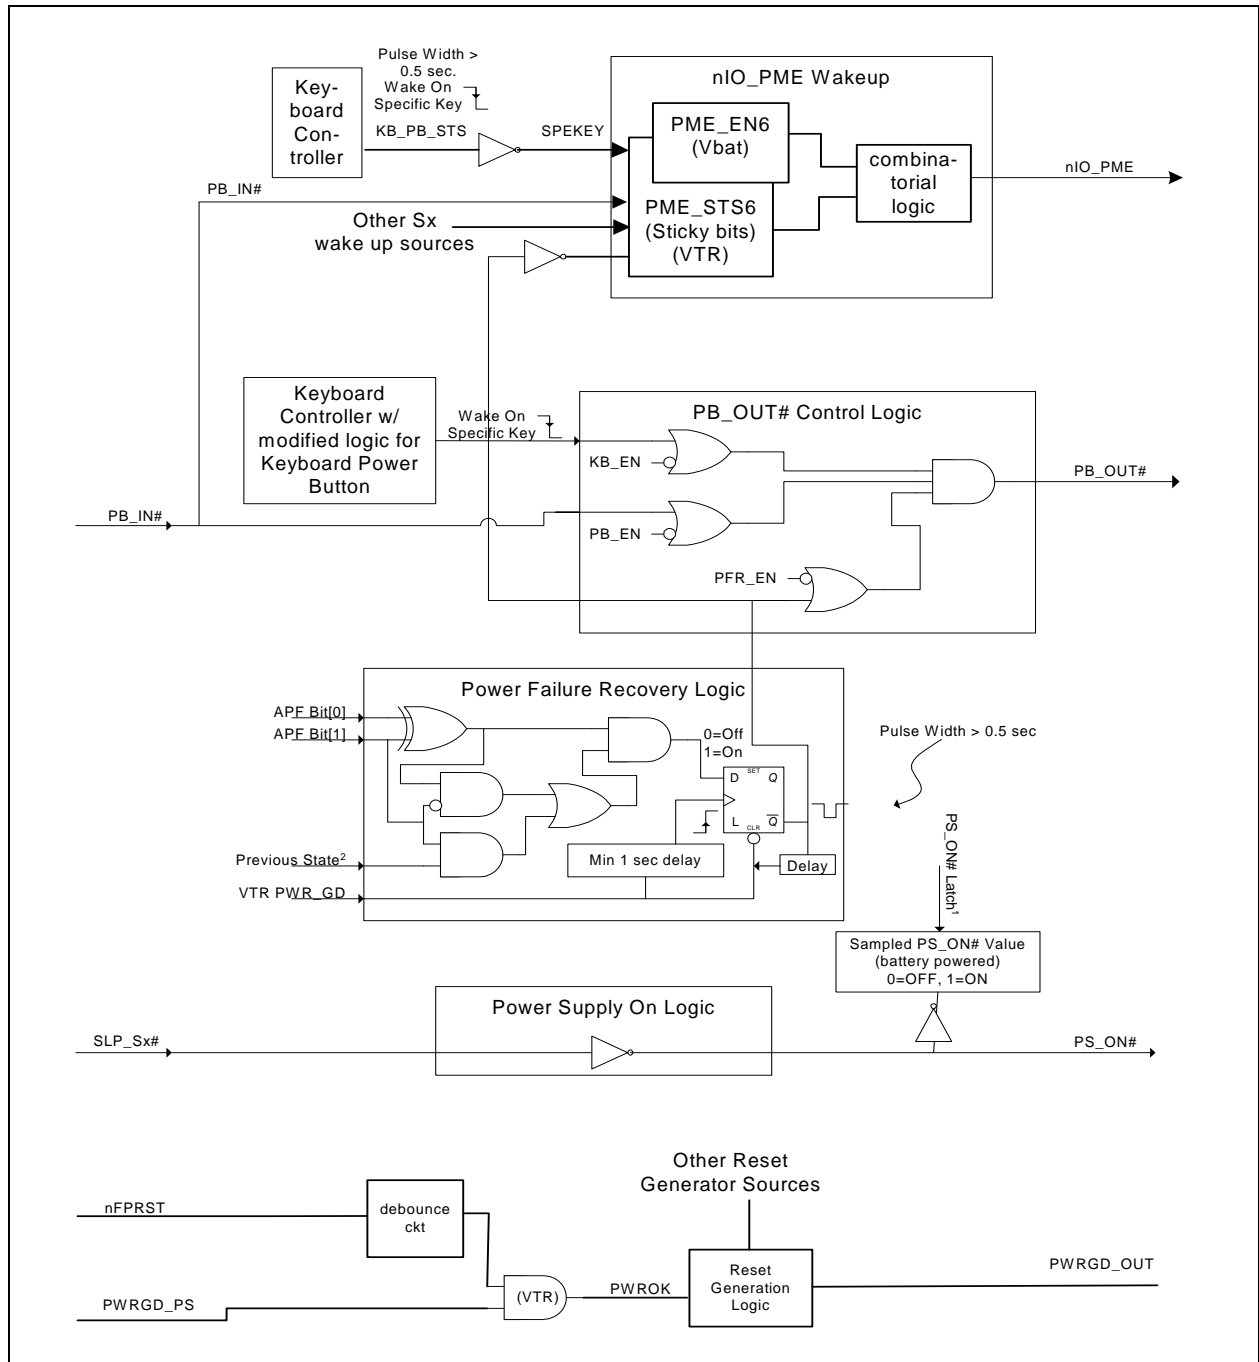 Pulse Width >
0.5 sec.
Wake On
Specific Key
Key-
board
Con-
troller
KB_PB_STS
SPEKEY
nIO_PME Wakeup
PME_EN6
(Vbat)
PME_STS6
(Sticky bits)
(VTR)
combina-
torial
logic
nIO_PME
PB_IN#
Other Sx
wake up sources
Keyboard
Controller w/
modified logic for
Keyboard Power
Button
Wake On
Specific Key
PB_OUT# Control Logic
KB_EN
PB_OUT#
PB_IN#
PB_EN
PFR_EN
Power Failure Recovery Logic
APF Bit[0]
APF Bit[1]
0=Off
1=On
Pulse Width > 0.5 sec
D
SET
Q
L
CLR
Q
Previous State2
Min 1 sec delay
Delay
VTR PWR_GD
PS_ON# Latch1
Sampled PS_ON# Value
(battery powered)
0=OFF, 1=ON
Power Supply On Logic
SLP_Sx#
PS_ON#
Other Reset
Generator Sources
nFPRST
debounce
ckt
PWRGD_PS
(VTR)
PWROK
Reset
Generation
Logic
PWRGD_OUT